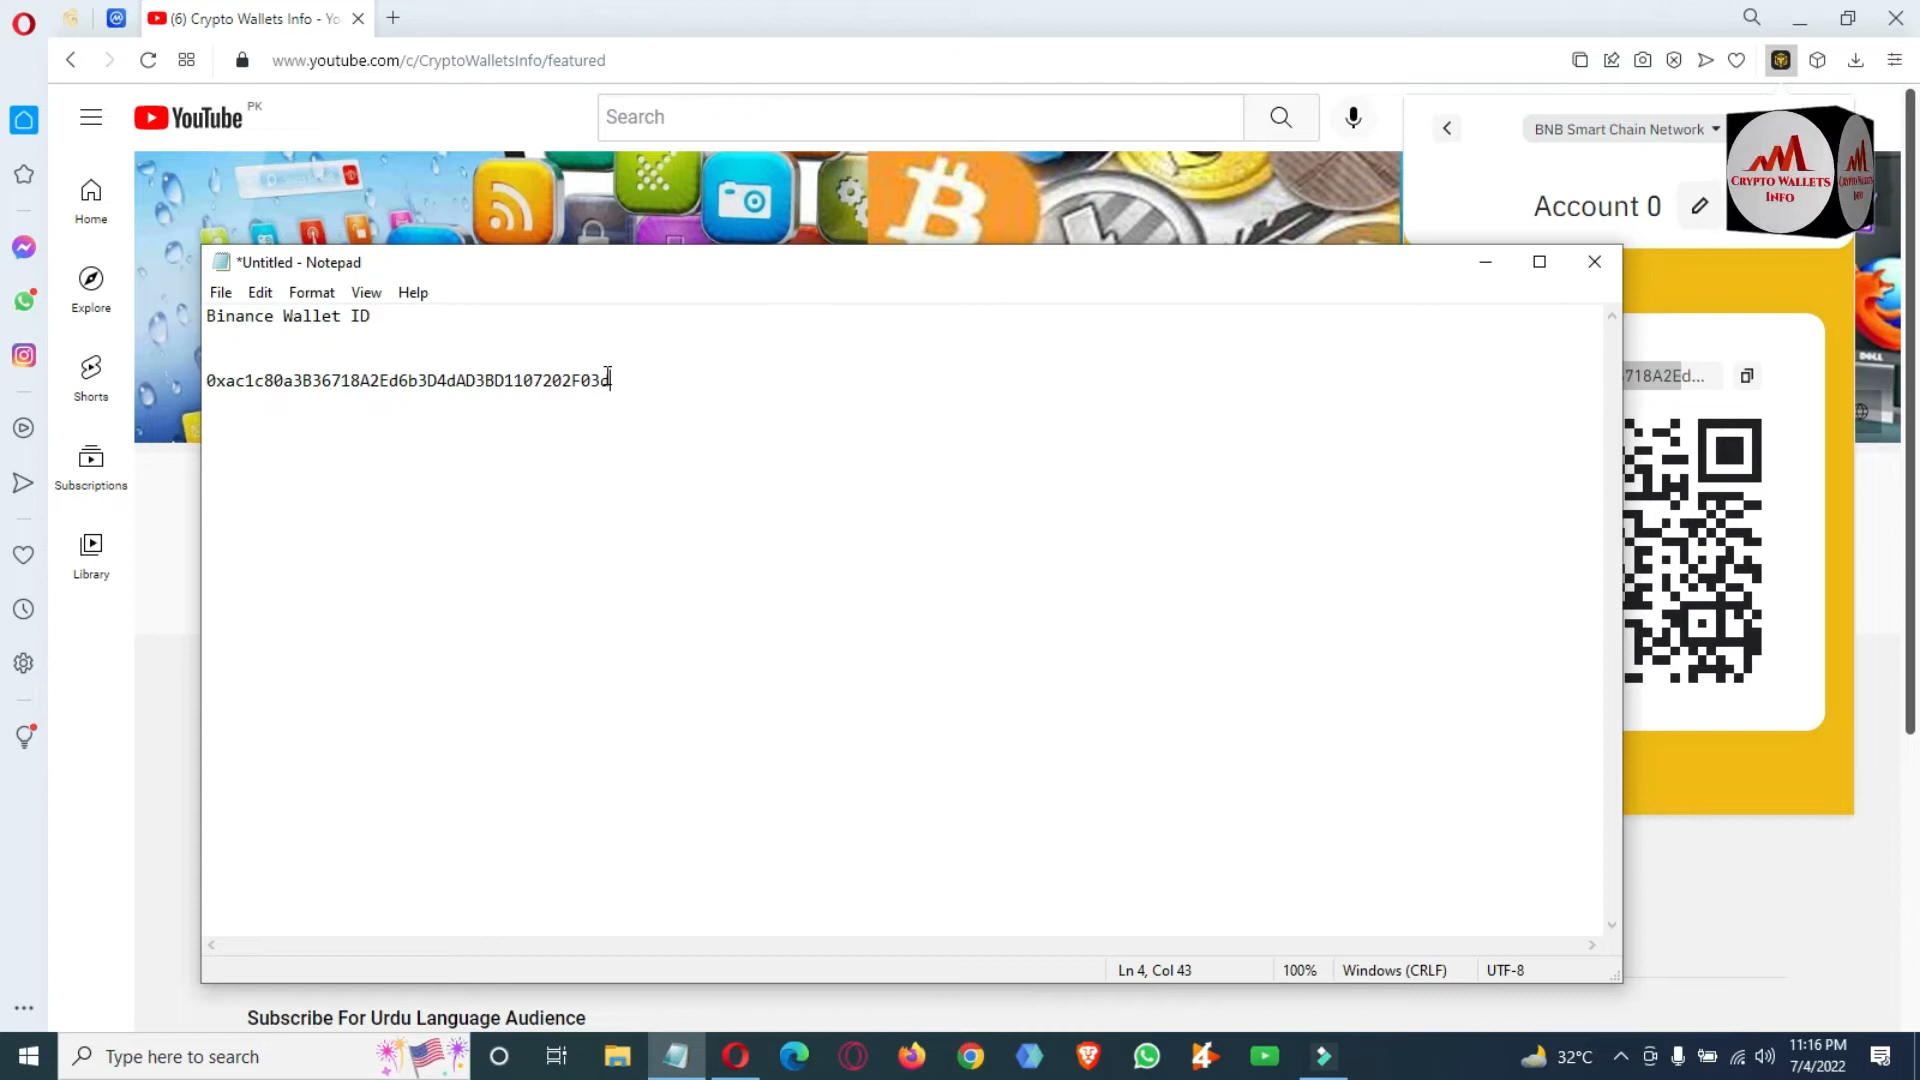 (6) Crypto Wallets Info - Yo
www.youtube.com/c/CryptoWalletsInfo/featured
YouTube PK
Search
BNB Smart Chain Network
CRYPTO WALLETS
INFO
Account 0
Home
Explore
Shorts
Subscriptions
Library
*Untitled - Notepad
File Edit Format View Help
Binance Wallet ID
0xac1c80a3B36718A2Ed6b3D4dAD3BD1107202F03d
718A2Ed...
DELL
Ln 4, Col 43
100%
Windows (CRLF)
UTF-8
Subscribe For Urdu Language Audience
Type here to search
32°C
11:16 PM
7/4/2022